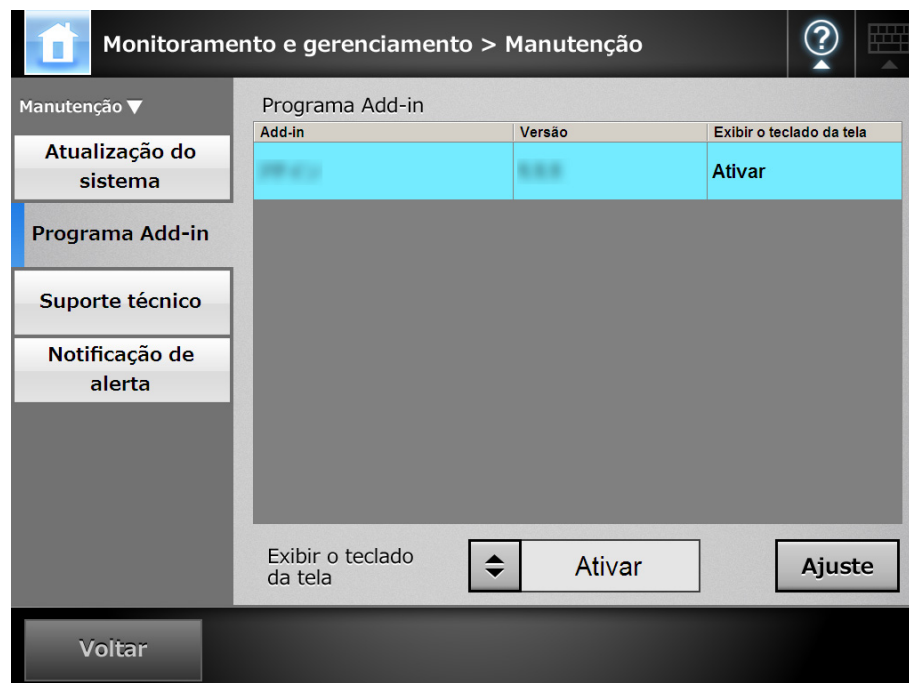 Monitoramento e gerenciamento > Manutenção
?
Manutenção ▼
Atualização do
sistema
Programa Add-in
Suporte técnico
Notificação de
alerta
Programa Add-in
Add-in
Versão
Exibir o teclado da tela
Ativar
Exibir o teclado
da tela
Ativar
Ajuste
Voltar